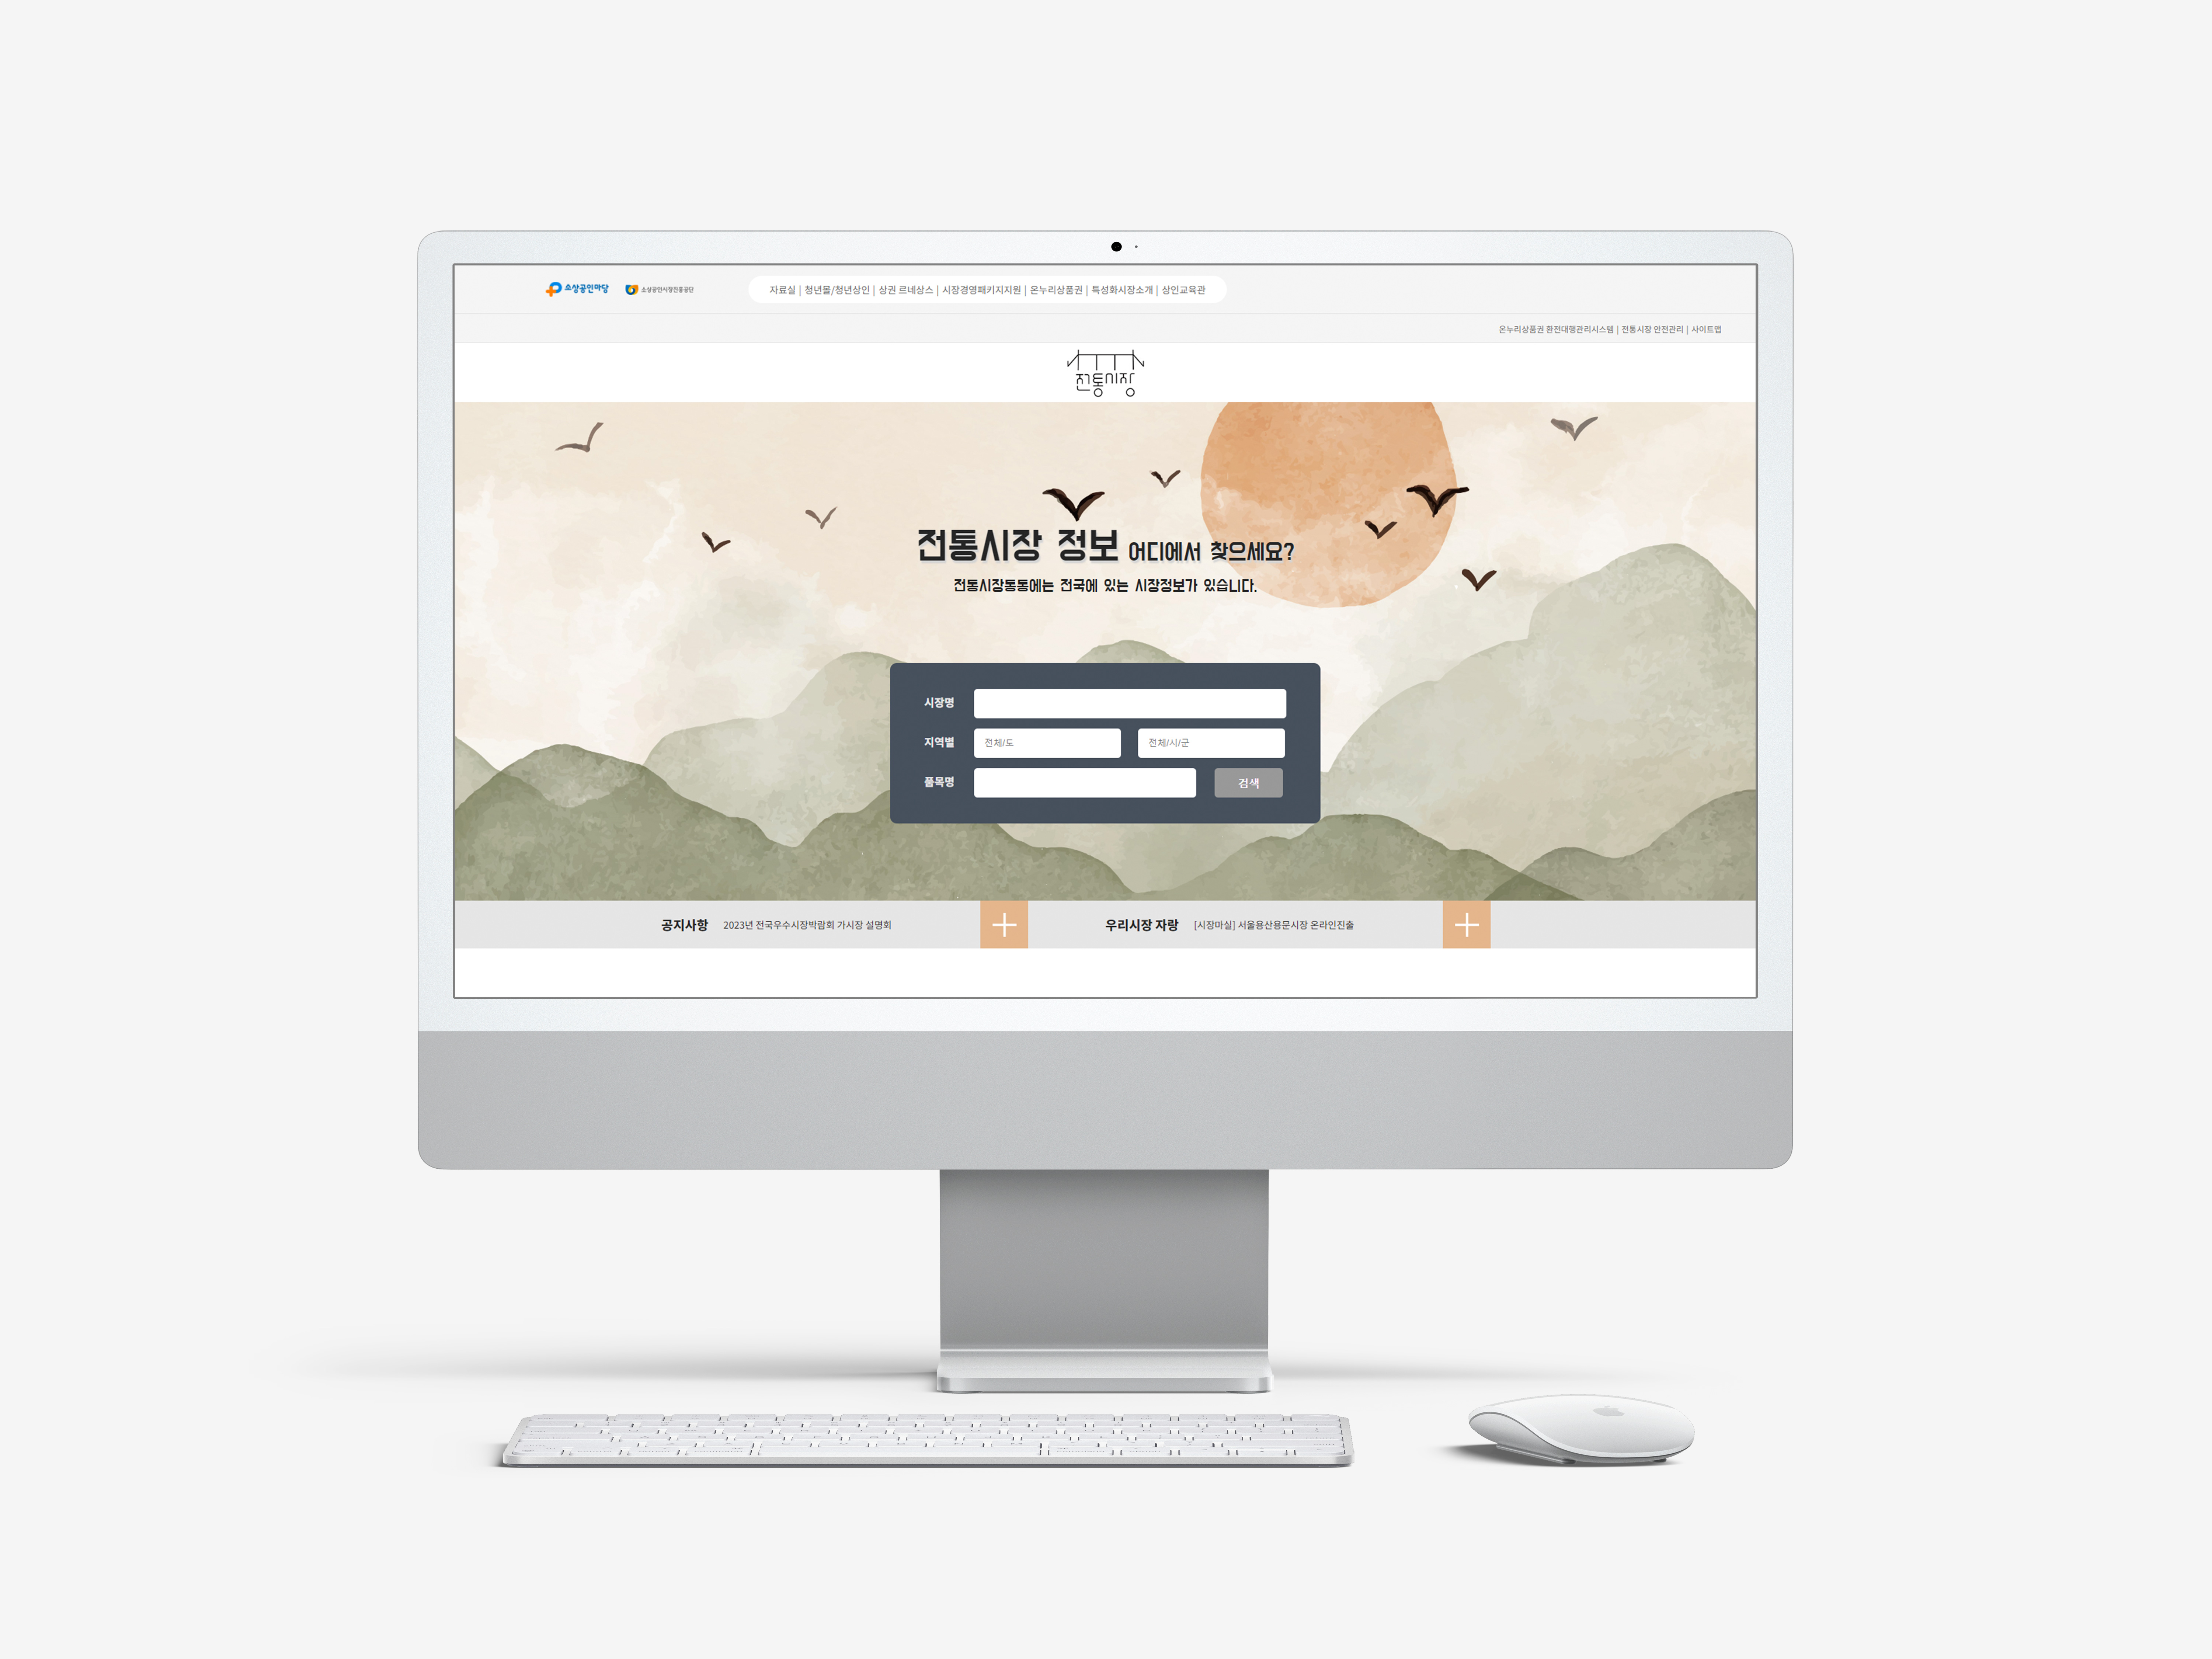 소상공인마당 소상공인시장진흥공단 자료실 | 청년몰/청년상인 | 상권 르네상스 | 시장경영패키지지원 | 온누리상품권 | 특성화시장소개 | 상인교육관
온누리상품권 환전대행관리시스템 | 전통시장 안전관리 | 사이트맵
전통시장
전통시장 정보 어디에서 찾으세요?
전통시장통통에는 전국에 있는 시장정보가 있습니다.
시장명
지역별 전체/도 전체/시/군
품목명 검색
공지사항 2023년 전국우수시장박람회 가시장 설명회
우리시장 자랑 [시장마실] 서울용산용문시장 온라인진출